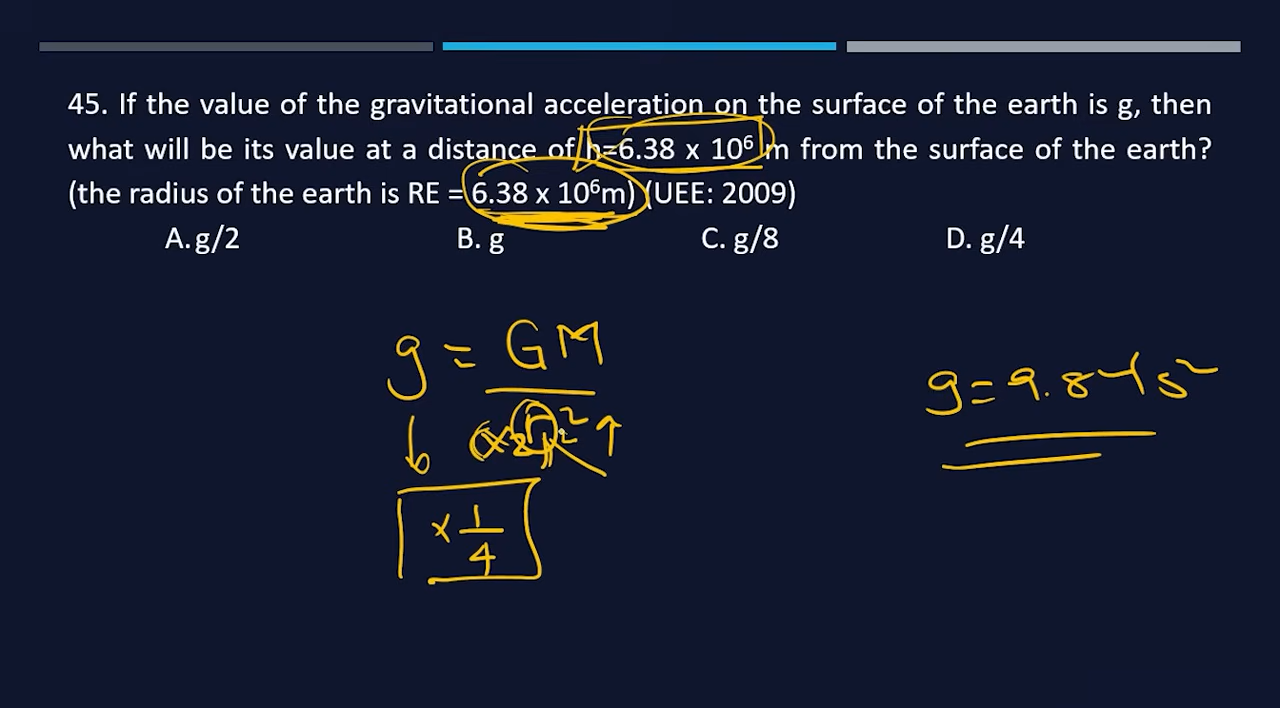 45. If the value of the gravitational acceleration on the surface of the earth is g, then
what will be its value at a distance of h=6.38 x 10⁶ m from the surface of the earth?
(the radius of the earth is RE = 6.38 x 10⁶m) (UEE: 2009)
A. g/2 B. g C. g/8 D. g/4
g = GM
g = 9.8
× 1/4